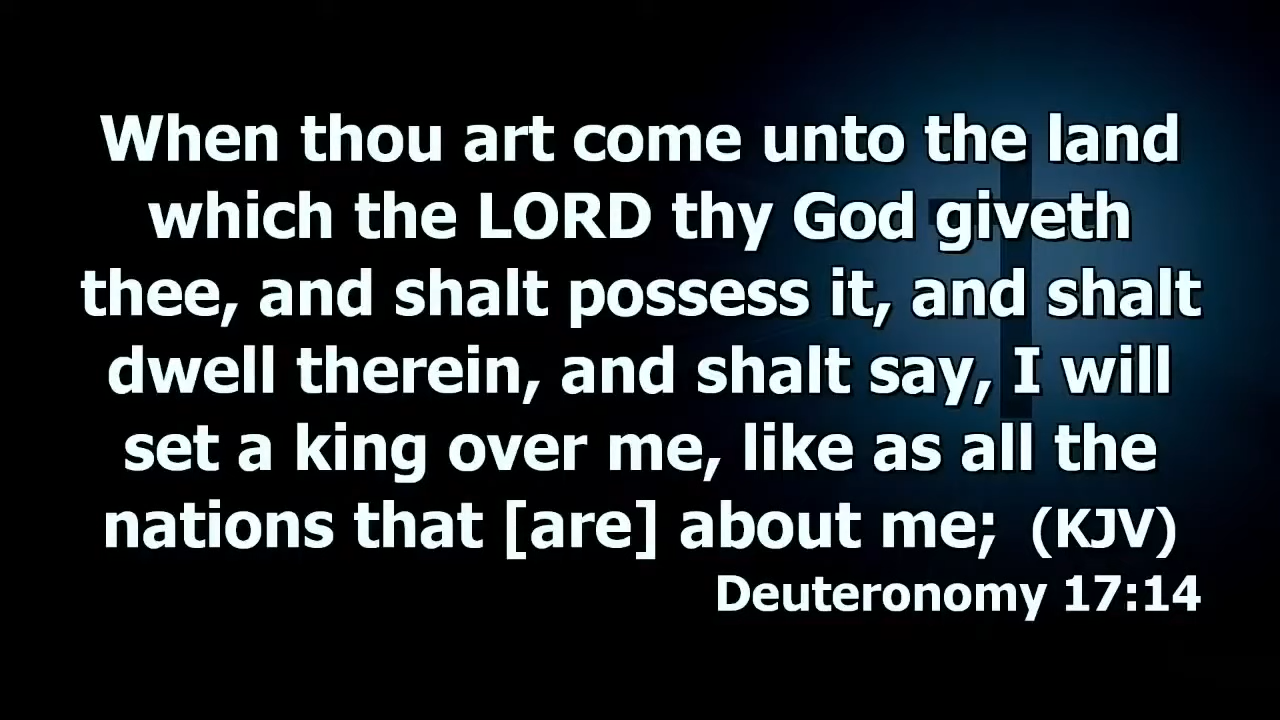 When thou art come unto the land
which the LORD thy God giveth
thee, and shalt possess it, and shalt
dwell therein, and shalt say, I will
set a king over me, like as all the
nations that [are] about me; (KJV)
Deuteronomy 17:14